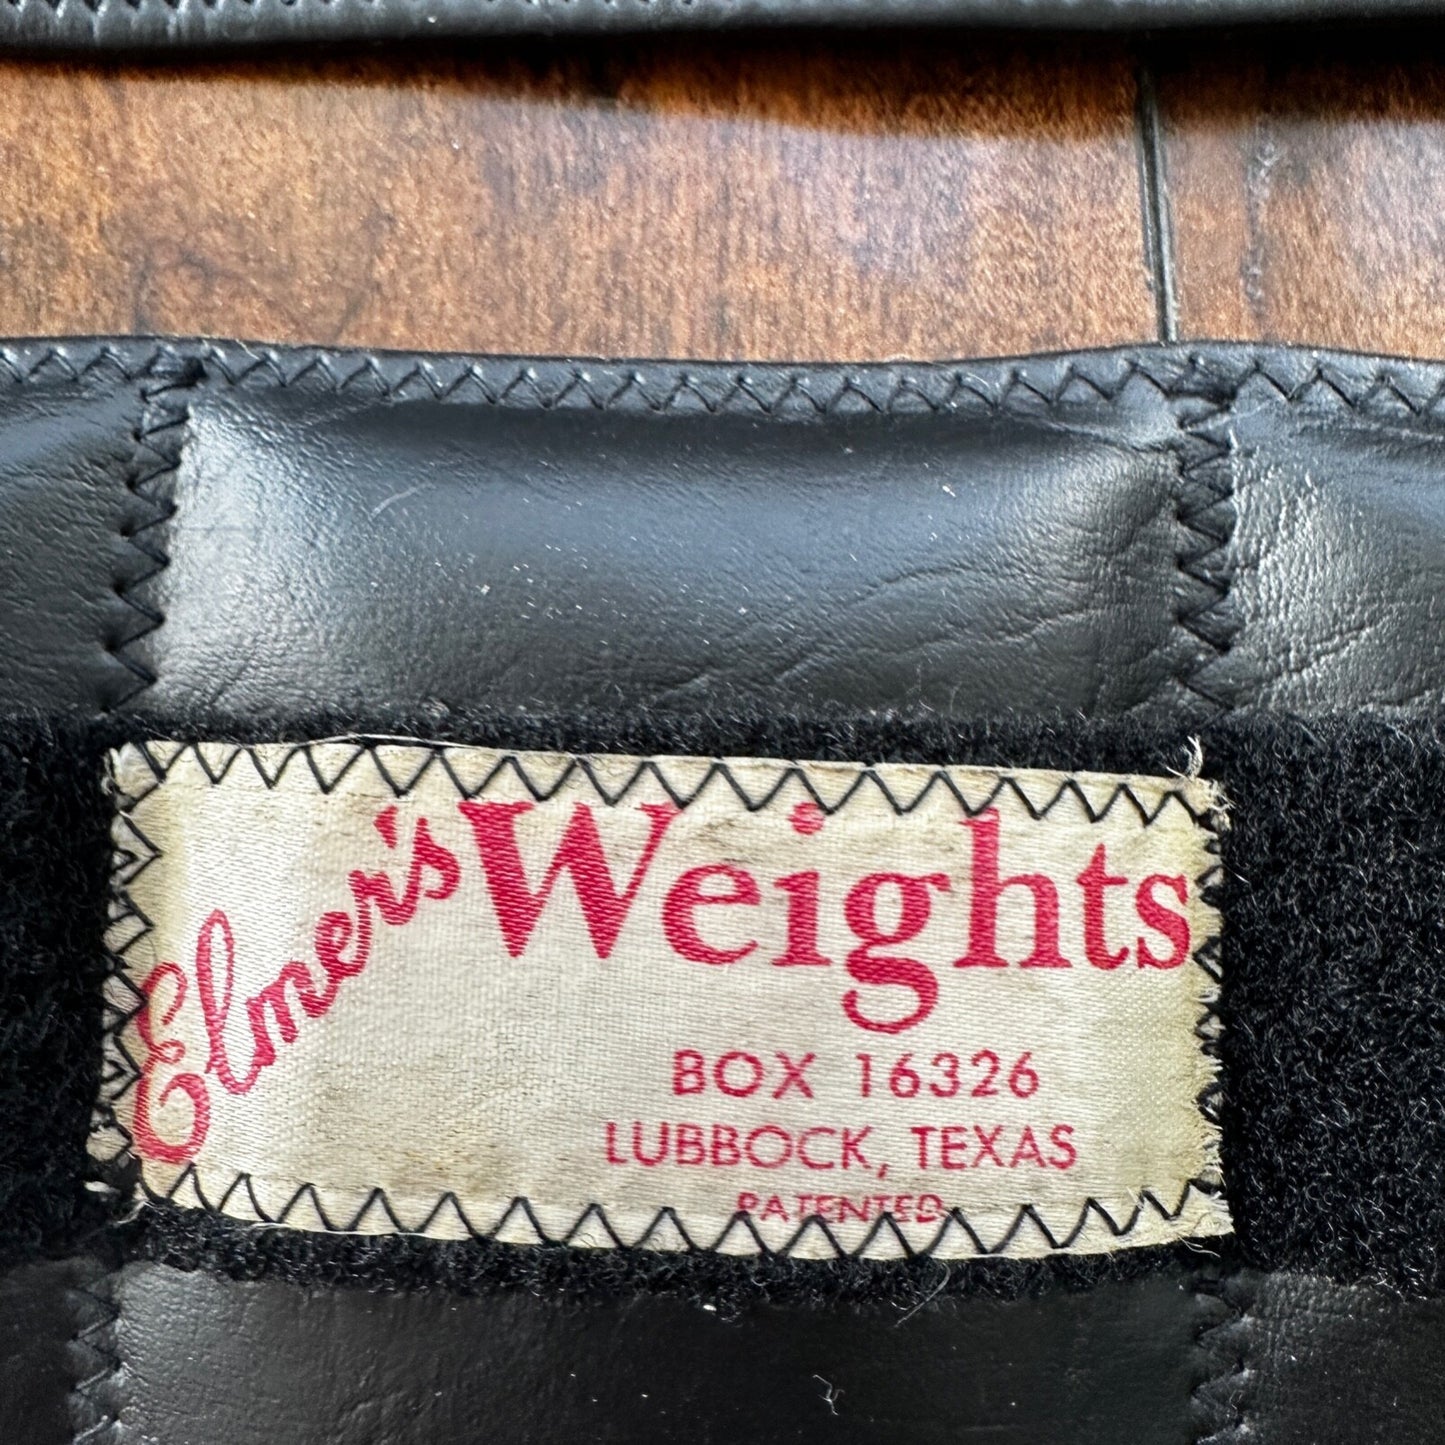 Elmer's Weights
BOX 16326
LUBBOCK, TEXAS
PATENTED